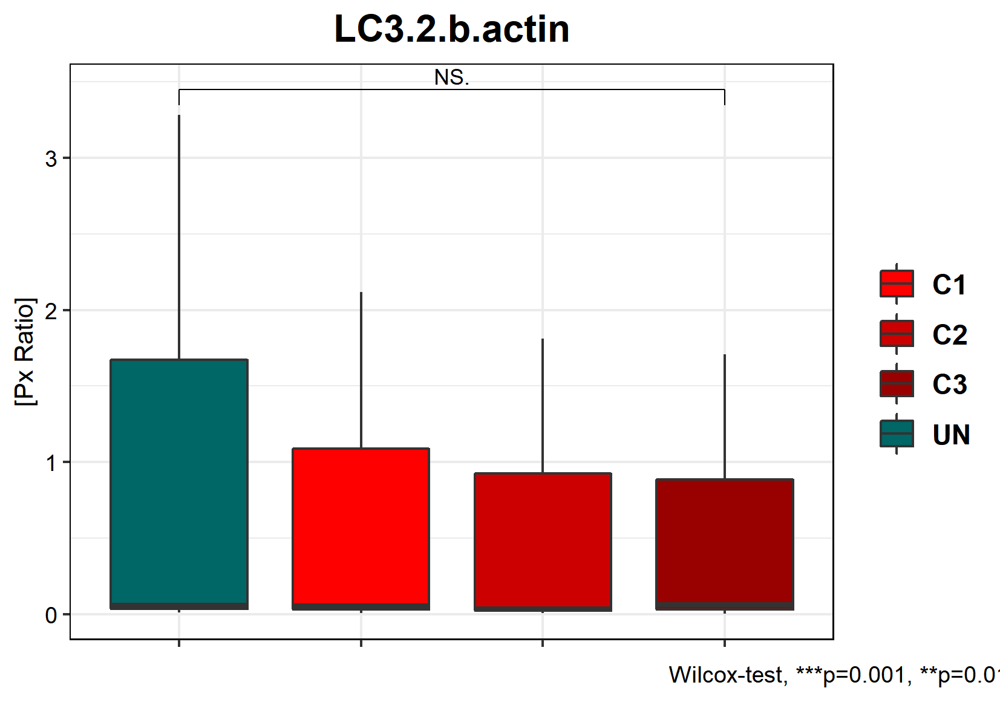 LC3.2.b.actin
NS.
3
2
1
0
[Px Ratio]
C1
C2
C3
UN
Wilcox-test, ***p=0.001, **p=0.01